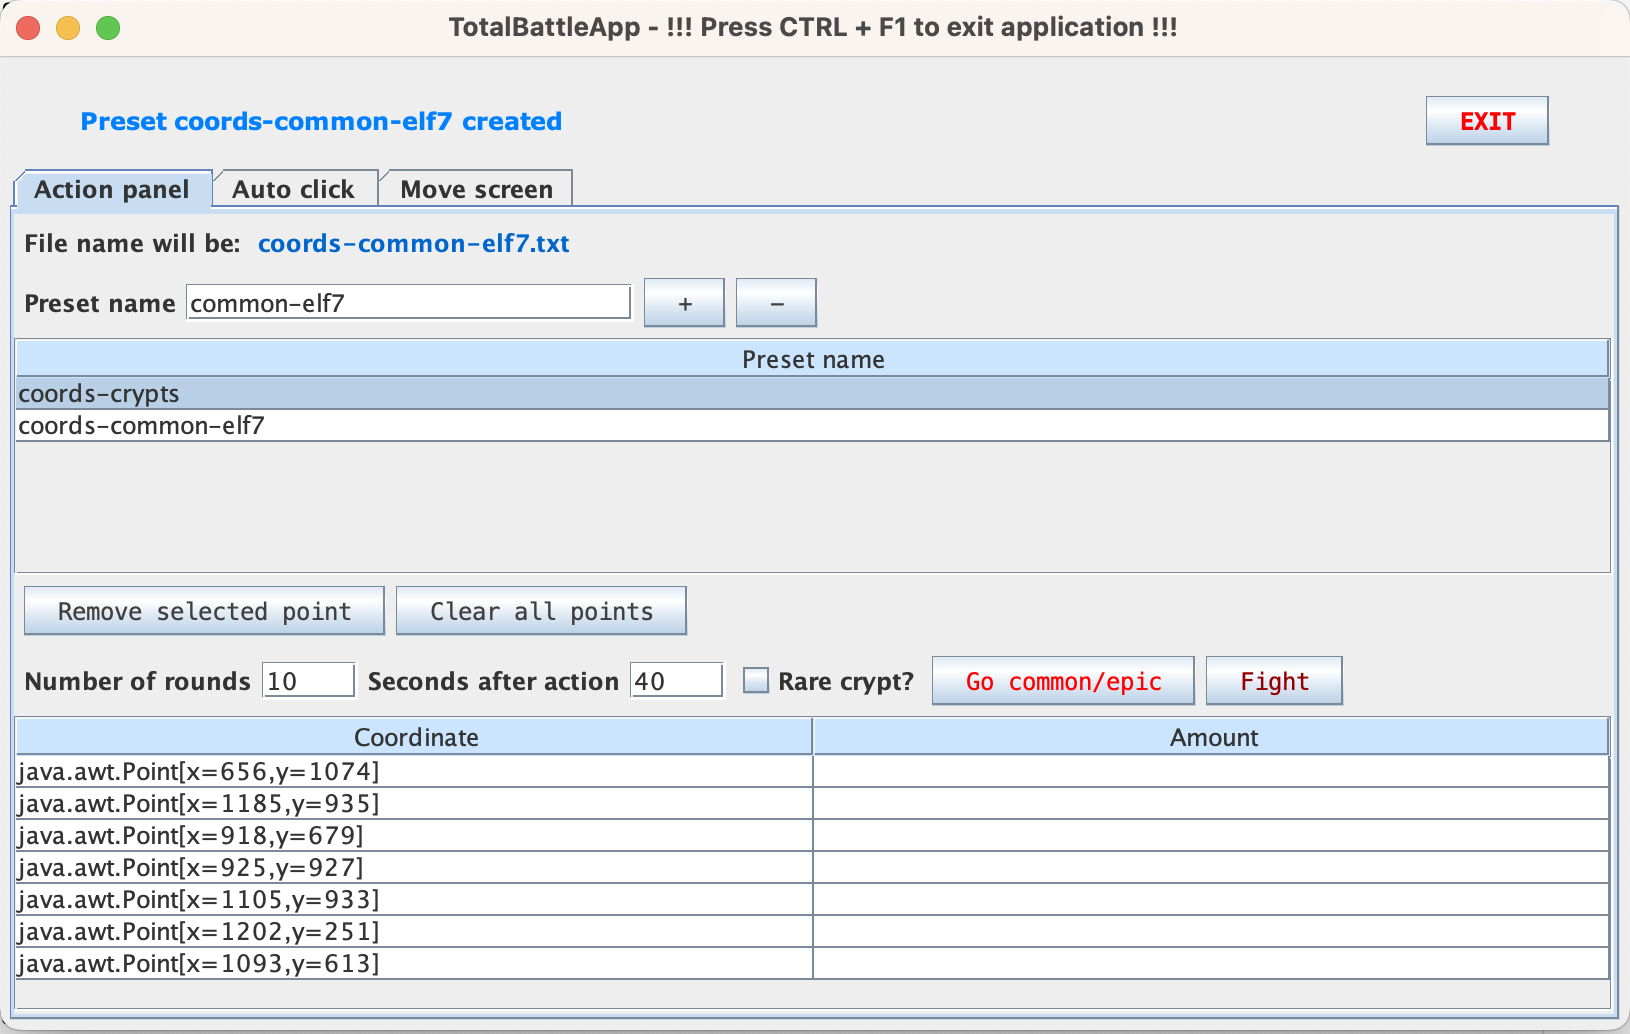 TotalBattleApp - !!! Press CTRL + F1 to exit application !!!
Preset coords-common-elf7 created
EXIT
Action panel Auto click Move screen
File name will be: coords-common-elf7.txt
Preset name common-elf7 + -
Preset name
coords-crypts
coords-common-elf7
Remove selected point Clear all points
Number of rounds 10 Seconds after action 40 Rare crypt? Go common/epic Fight
Coordinate Amount
java.awt.Point[x=656,y=1074]
java.awt.Point[x=1185,y=935]
java.awt.Point[x=918,y=679]
java.awt.Point[x=925,y=927]
java.awt.Point[x=1105,y=933]
java.awt.Point[x=1202,y=251]
java.awt.Point[x=1093,y=613]